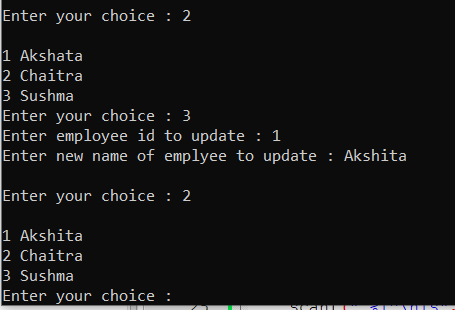 Enter your choice : 2
1 Akshata
2 Chaitra
3 Sushma
Enter your choice : 3
Enter employee id to update : 1
Enter new name of emplyee to update : Akshita
Enter your choice : 2
1 Akshita
2 Chaitra
3 Sushma
Enter your choice :